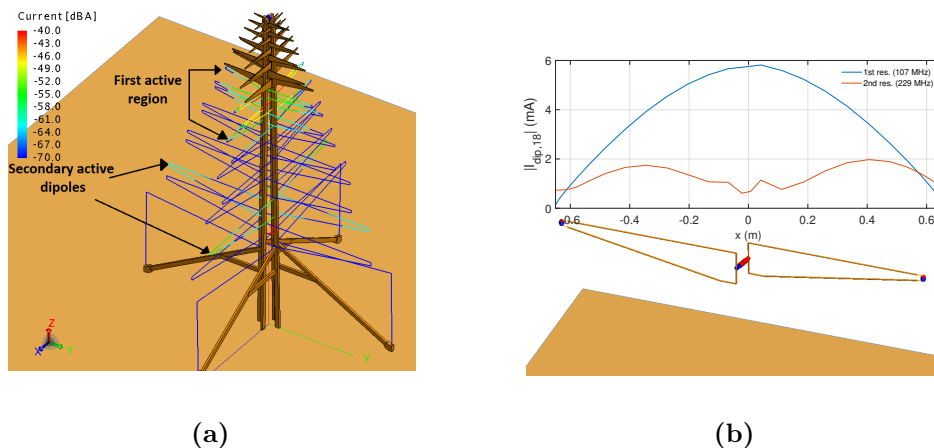 Current [dBA]
-40.0
-43.0
-46.0
-49.0
-52.0
-55.0
-58.0
-61.0
-64.0
-67.0
-70.0
First active
region
Secondary active
dipoles
Z
X
Y
Y
(a)
1st res. (107 MHz)
2nd res. (229 MHz)
||dip,18| (mA)
6
4
2
0
-0.6
-0.4
-0.2
0
0.2
0.4
0.6
x (m)
(b)